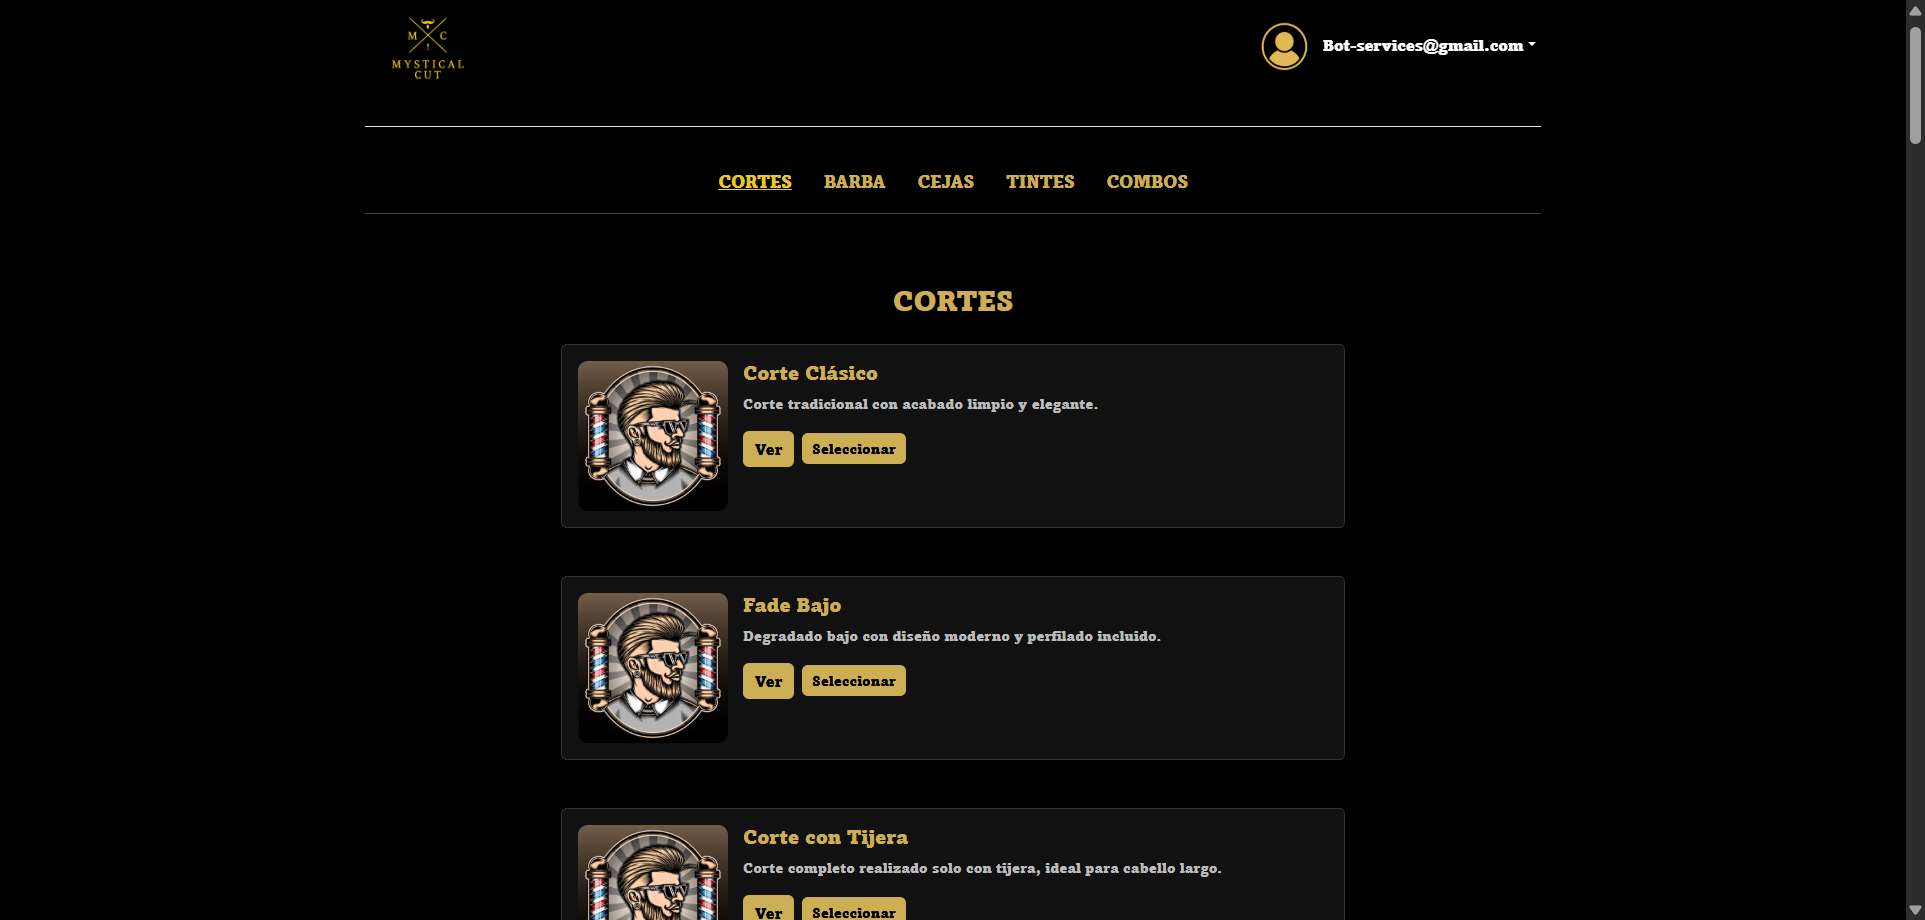 M C
MYSTICAL
CUT
Bot-services@gmail.com
CORTES BARBA CEJAS TINTES COMBOS
CORTES
Corte Clásico
Corte tradicional con acabado limpio y elegante.
Ver Seleccionar
Fade Bajo
Degradado bajo con diseño moderno y perfilado incluido.
Ver Seleccionar
Corte con Tijera
Corte completo realizado solo con tijera, ideal para cabello largo.
Ver Seleccionar